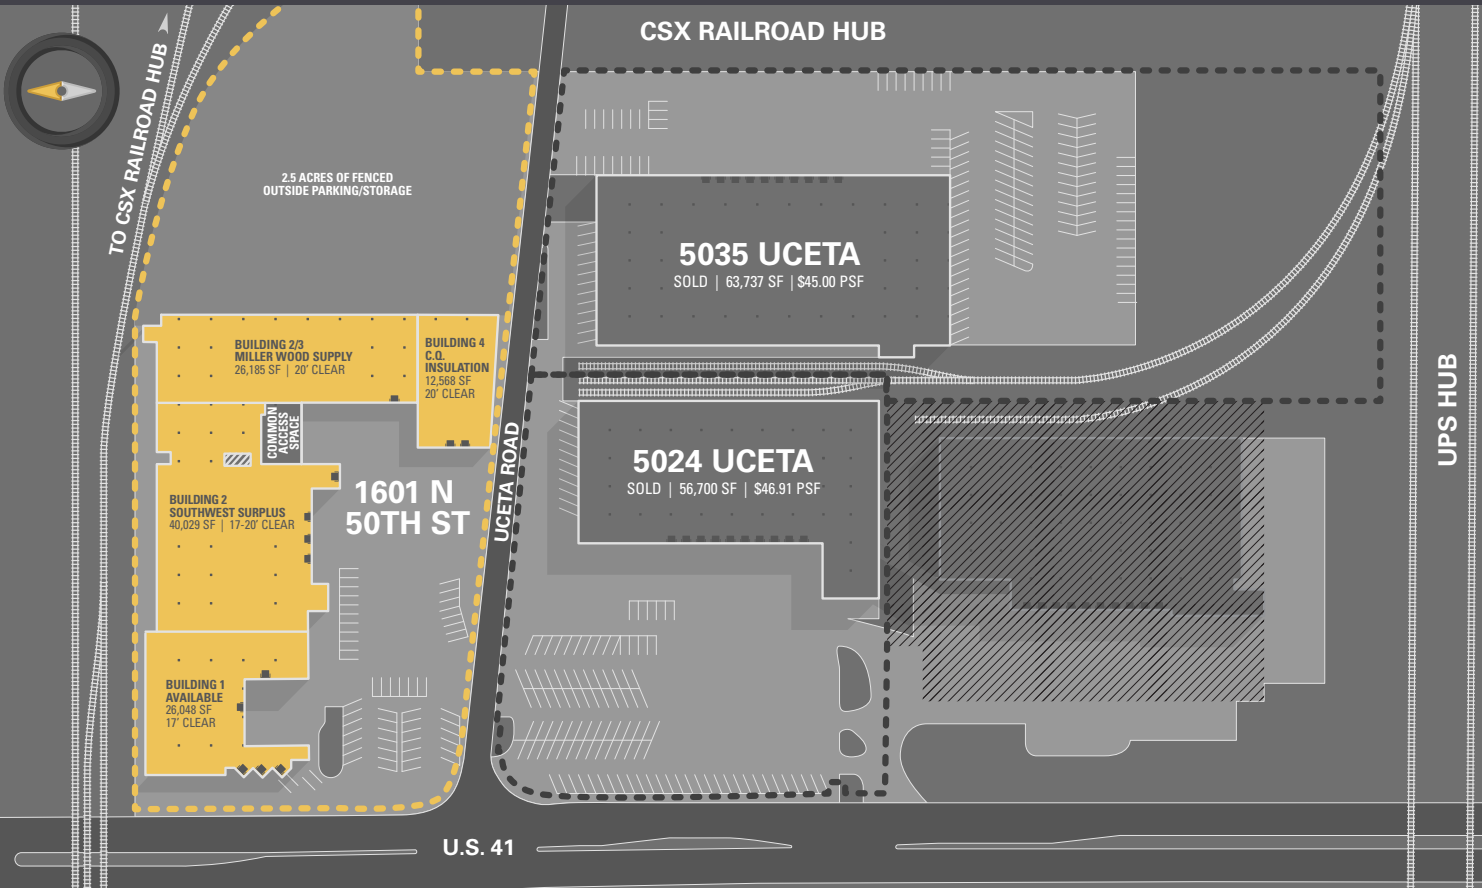 CSX RAILROAD HUB
TO CSX RAILROAD HUB
2.5 ACRES OF FENCED
OUTSIDE PARKING/STORAGE
5035 UCETA
SOLD | 63,737 SF | $45.00 PSF
BUILDING 2/3
MILLER WOOD SUPPLY
26,185 SF | 20' CLEAR
BUILDING 4
C.Q.
INSULATION
12,568 SF
20' CLEAR
COMMON
ACCESS
SPACE
UCETA ROAD
5024 UCETA
SOLD | 56,700 SF | $46.91 PSF
UPS HUB
BUILDING 2
SOUTHWEST SURPLUS
40,029 SF | 17-20' CLEAR
1601 N
50TH ST
BUILDING 1
AVAILABLE
26,048 SF
17' CLEAR
U.S. 41